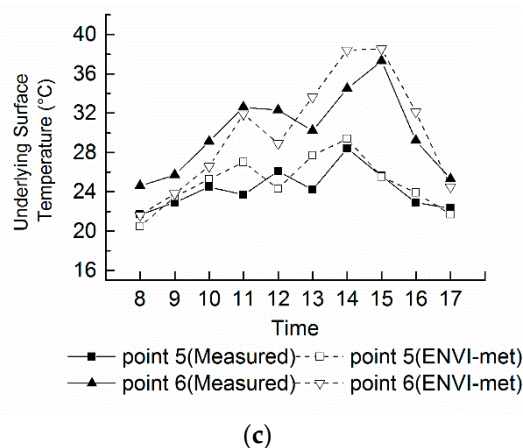 Underlying Surface
Temperature (°C)
40
36
32
28
24
20
16
8 9 10 11 12 13 14 15 16 17
Time
point 5(Measured) point 5(ENVI-met)
point 6(Measured) point 6(ENVI-met)
(c)